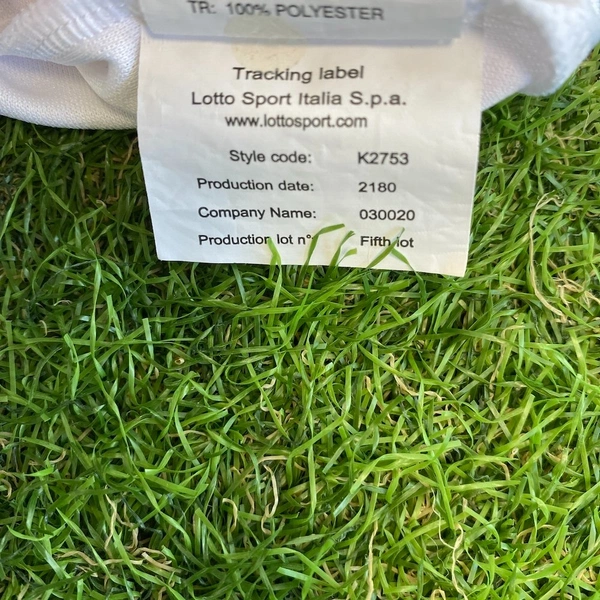 TR: 100% POLYESTER
Tracking label
Lotto Sport Italia S.p.a.
www.lottosport.com
Style code: K2753
Production date: 2180
Company Name: 030020
Production lot n° Fifth lot